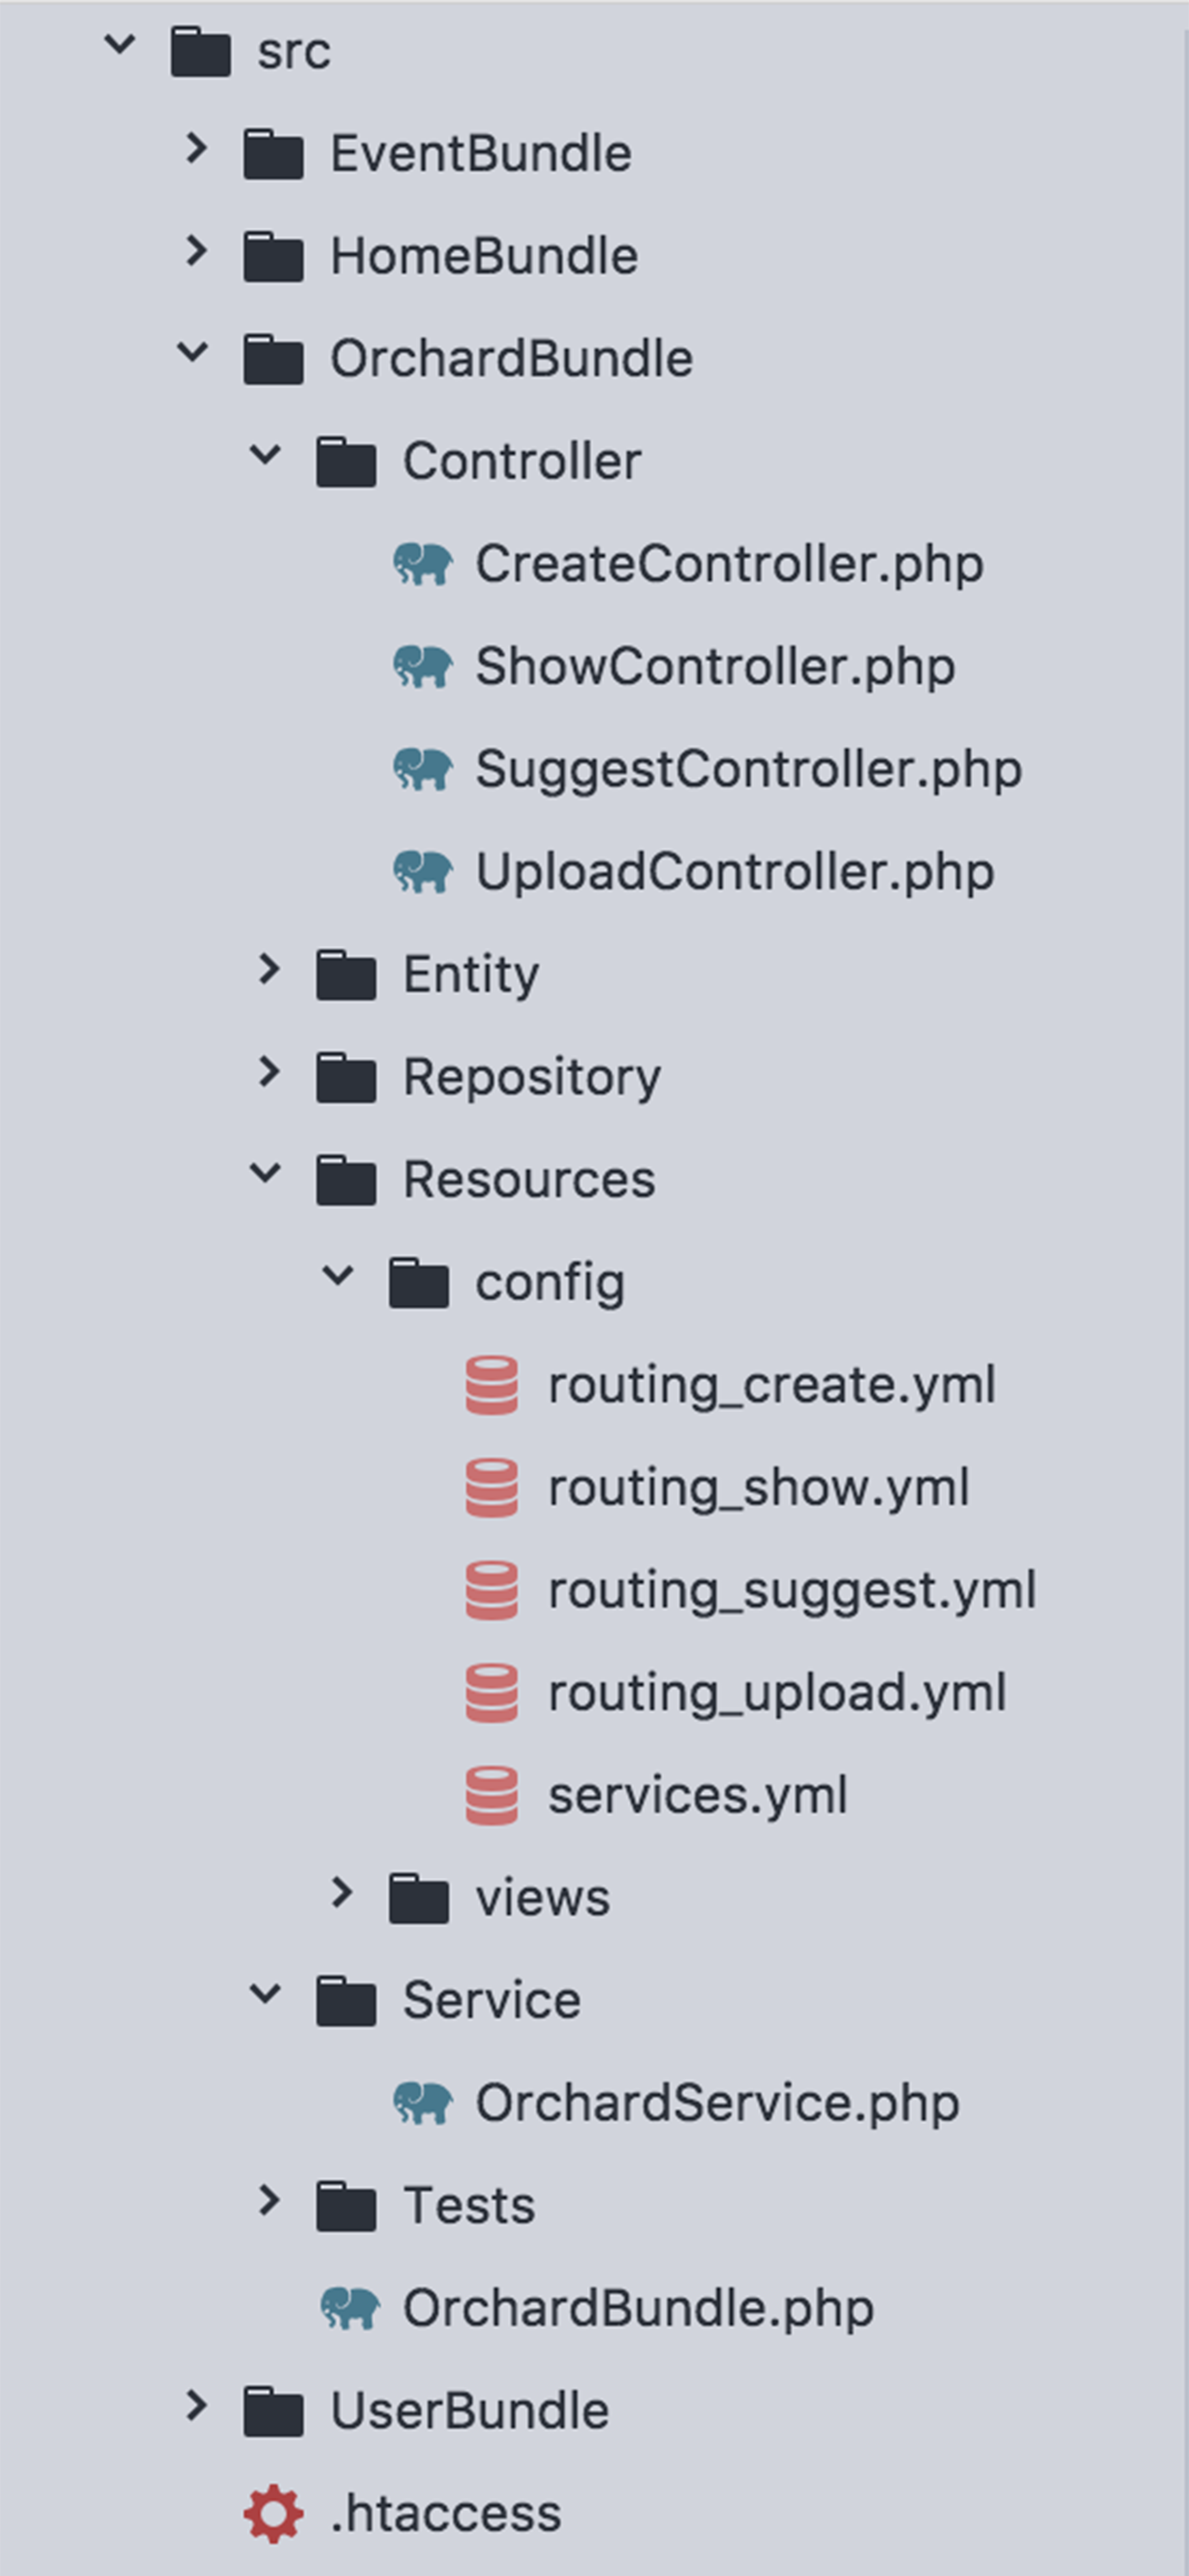 src
EventBundle
HomeBundle
OrchardBundle
Controller
CreateController.php
ShowController.php
SuggestController.php
UploadController.php
Entity
Repository
Resources
config
routing_create.yml
routing_show.yml
routing_suggest.yml
routing_upload.yml
services.yml
views
Service
OrchardService.php
Tests
OrchardBundle.php
UserBundle
.htaccess